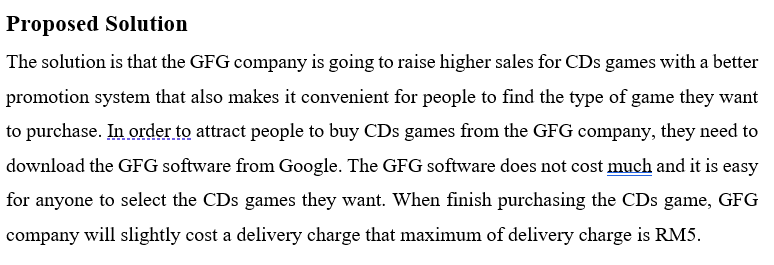 Proposed Solution
The solution is that the GFG company is going to raise higher sales for CDs games with a better
promotion system that also makes it convenient for people to find the type of game they want
to purchase. In order to attract people to buy CDs games from the GFG company, they need to
download the GFG software from Google. The GFG software does not cost much and it is easy
for anyone to select the CDs games they want. When finish purchasing the CDs game, GFG
company will slightly cost a delivery charge that maximum of delivery charge is RM5.